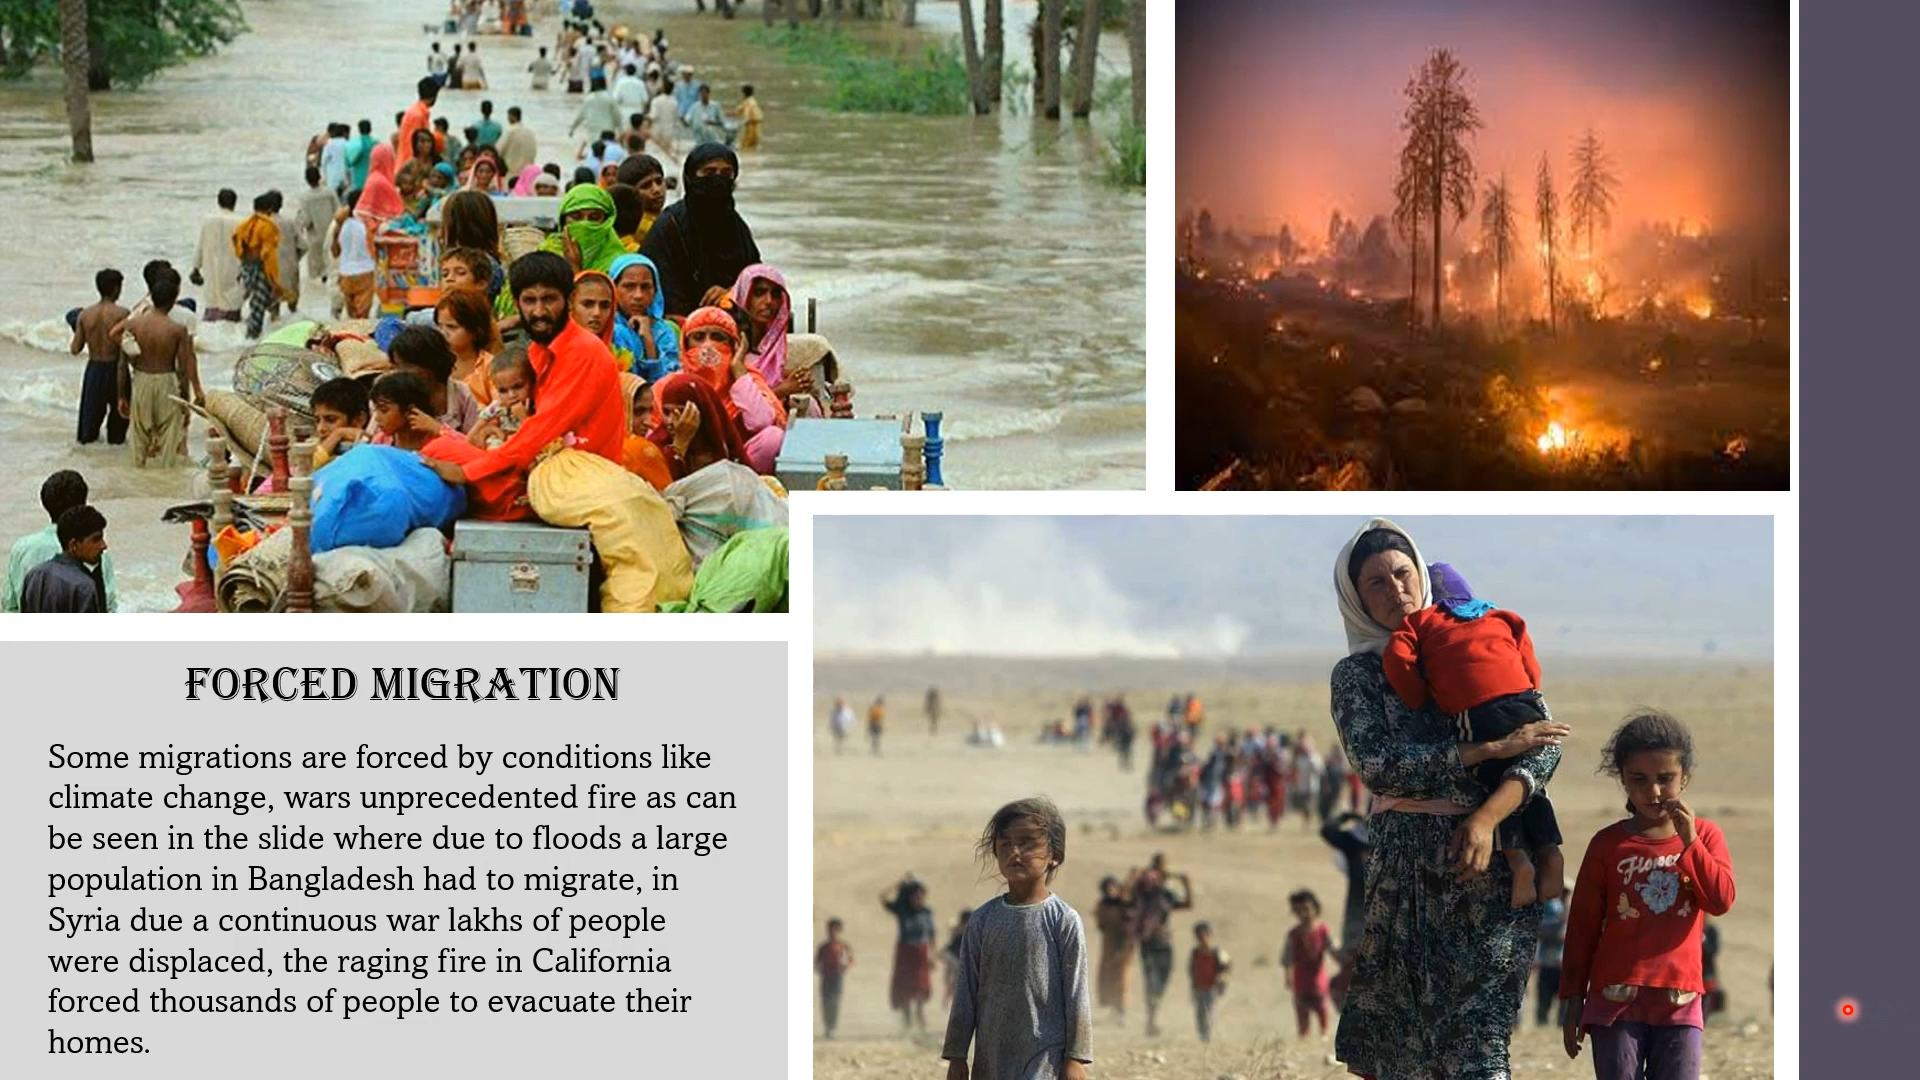 FORCED MIGRATION
Some migrations are forced by conditions like
climate change, wars unprecedented fire as can
be seen in the slide where due to floods a large
population in Bangladesh had to migrate, in
Syria due a continuous war lakhs of people
were displaced, the raging fire in California
forced thousands of people to evacuate their
homes.
Flower